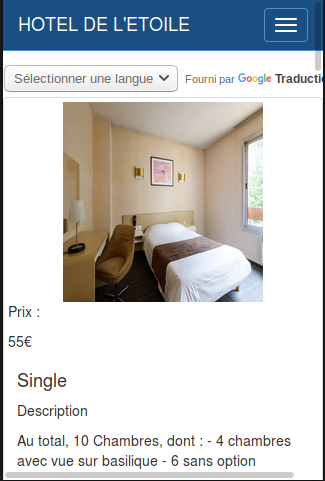 HOTEL DE L'ETOILE
Sélectionner une langue
Fourni par Google Traducti
Prix :
55€
Single
Description
Au total, 10 Chambres, dont : - 4 chambres
avec vue sur basilique - 6 sans option